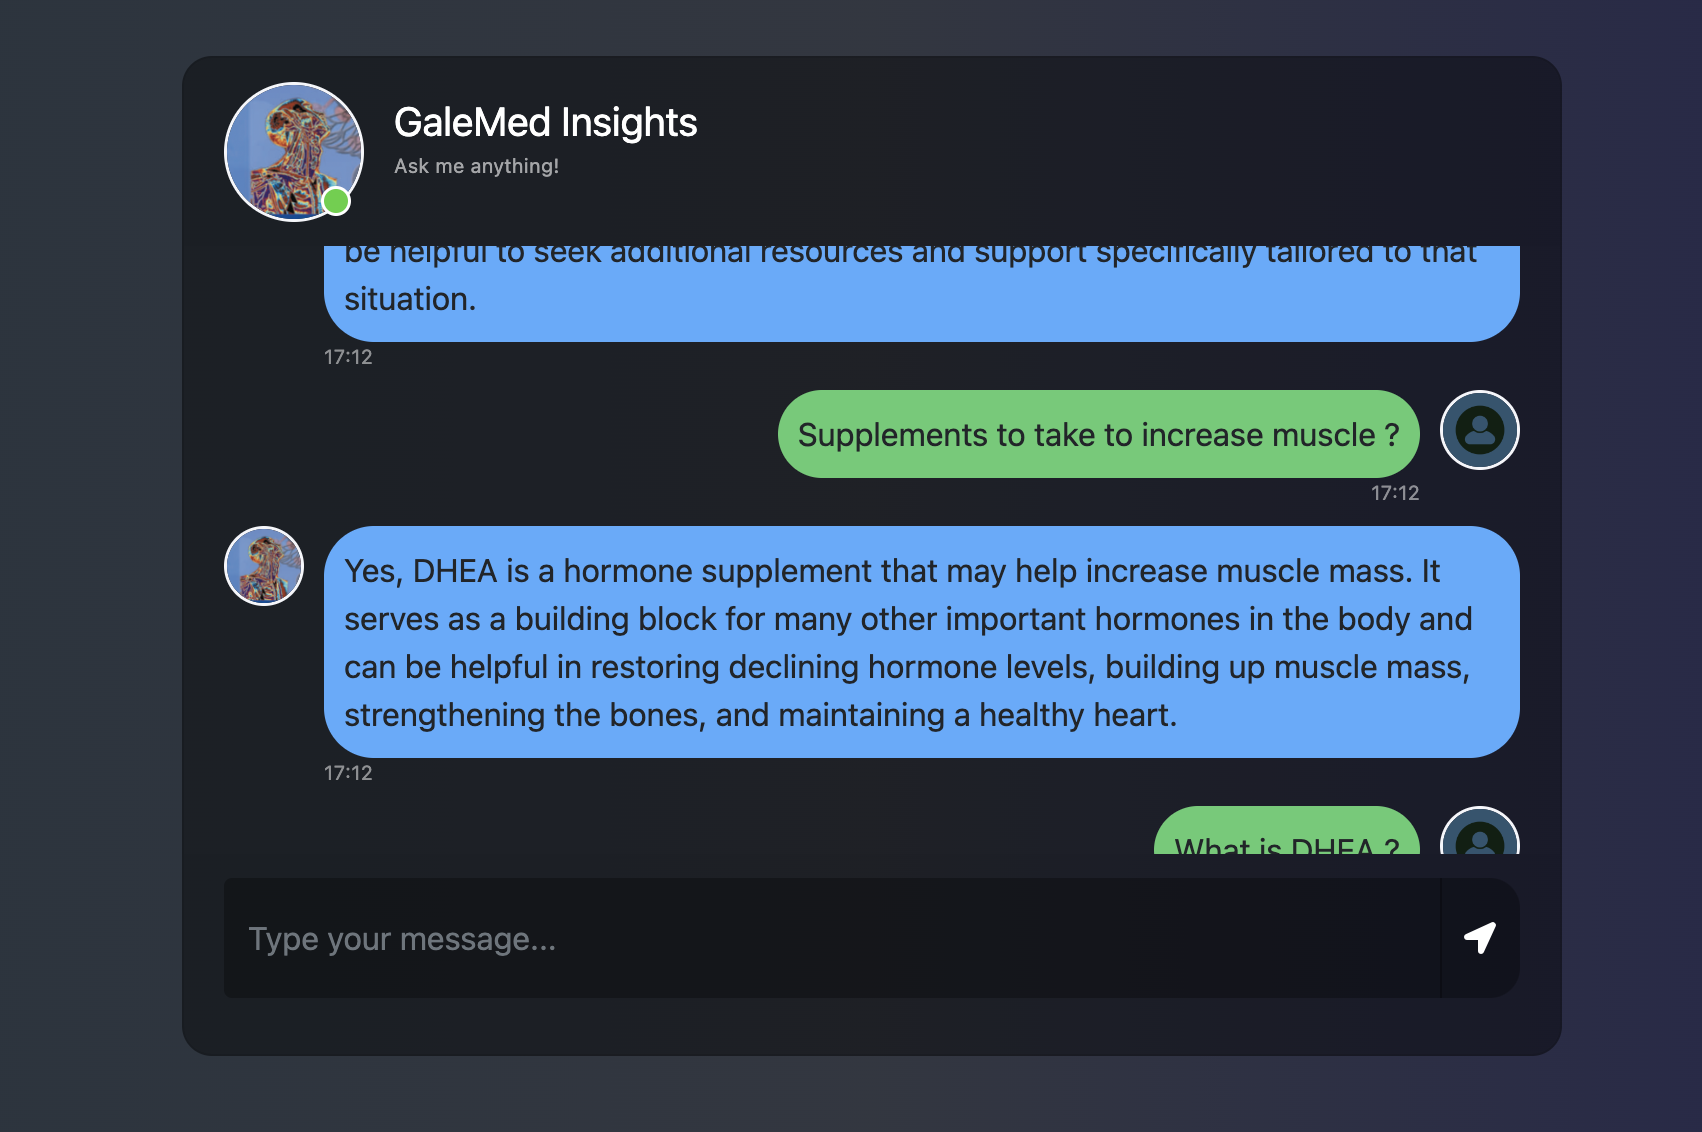 GaleMed Insights
Ask me anything!
be helpful to seek additional resources and support specifically tailored to that
situation.
17:12
Supplements to take to increase muscle ?
17:12
Yes, DHEA is a hormone supplement that may help increase muscle mass. It
serves as a building block for many other important hormones in the body and
can be helpful in restoring declining hormone levels, building up muscle mass,
strengthening the bones, and maintaining a healthy heart.
17:12
What is DHEA ?
Type your message...